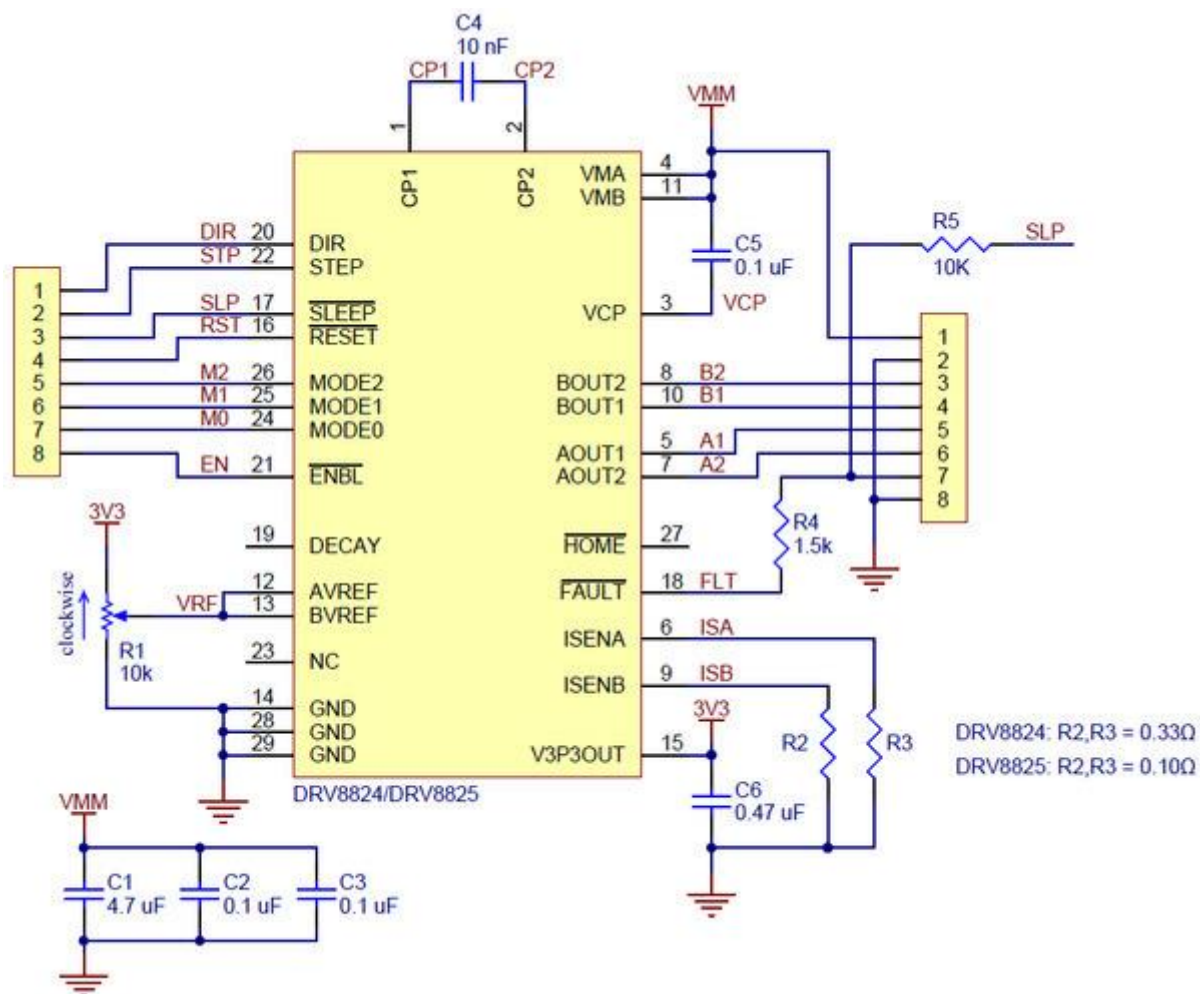 C4
10 nF
CP1 CP2
1 2
CP1 CP2
VMM
VMA 4
VMB 11
C5
0.1 uF
VCP 3 VCP
R5
10K
SLP
DIR 20 DIR
STP 22 STEP
SLP 17 SLEEP
RST 16 RESET
M2 26 MODE2
M1 25 MODE1
M0 24 MODE0
EN 21 ENBL
1
2
3
4
5
6
7
8
BOUT2 8 B2
BOUT1 10 B1
AOUT1 5 A1
AOUT2 7 A2
1
2
3
4
5
6
7
8
3V3
clockwise
R1
10k
VRF
19 DECAY
12 AVREF
13 BVREF
23 NC
14 GND
28 GND
29 GND
HOME 27
FAULT 18 FLT
R4
1.5k
ISENA 6 ISA
ISENB 9 ISB
3V3
V3P3OUT 15
R2
R3
C6
0.47 uF
DRV8824: R2,R3 = 0.33Ω
DRV8825: R2,R3 = 0.10Ω
DRV8824/DRV8825
VMM
C1
4.7 uF
C2
0.1 uF
C3
0.1 uF